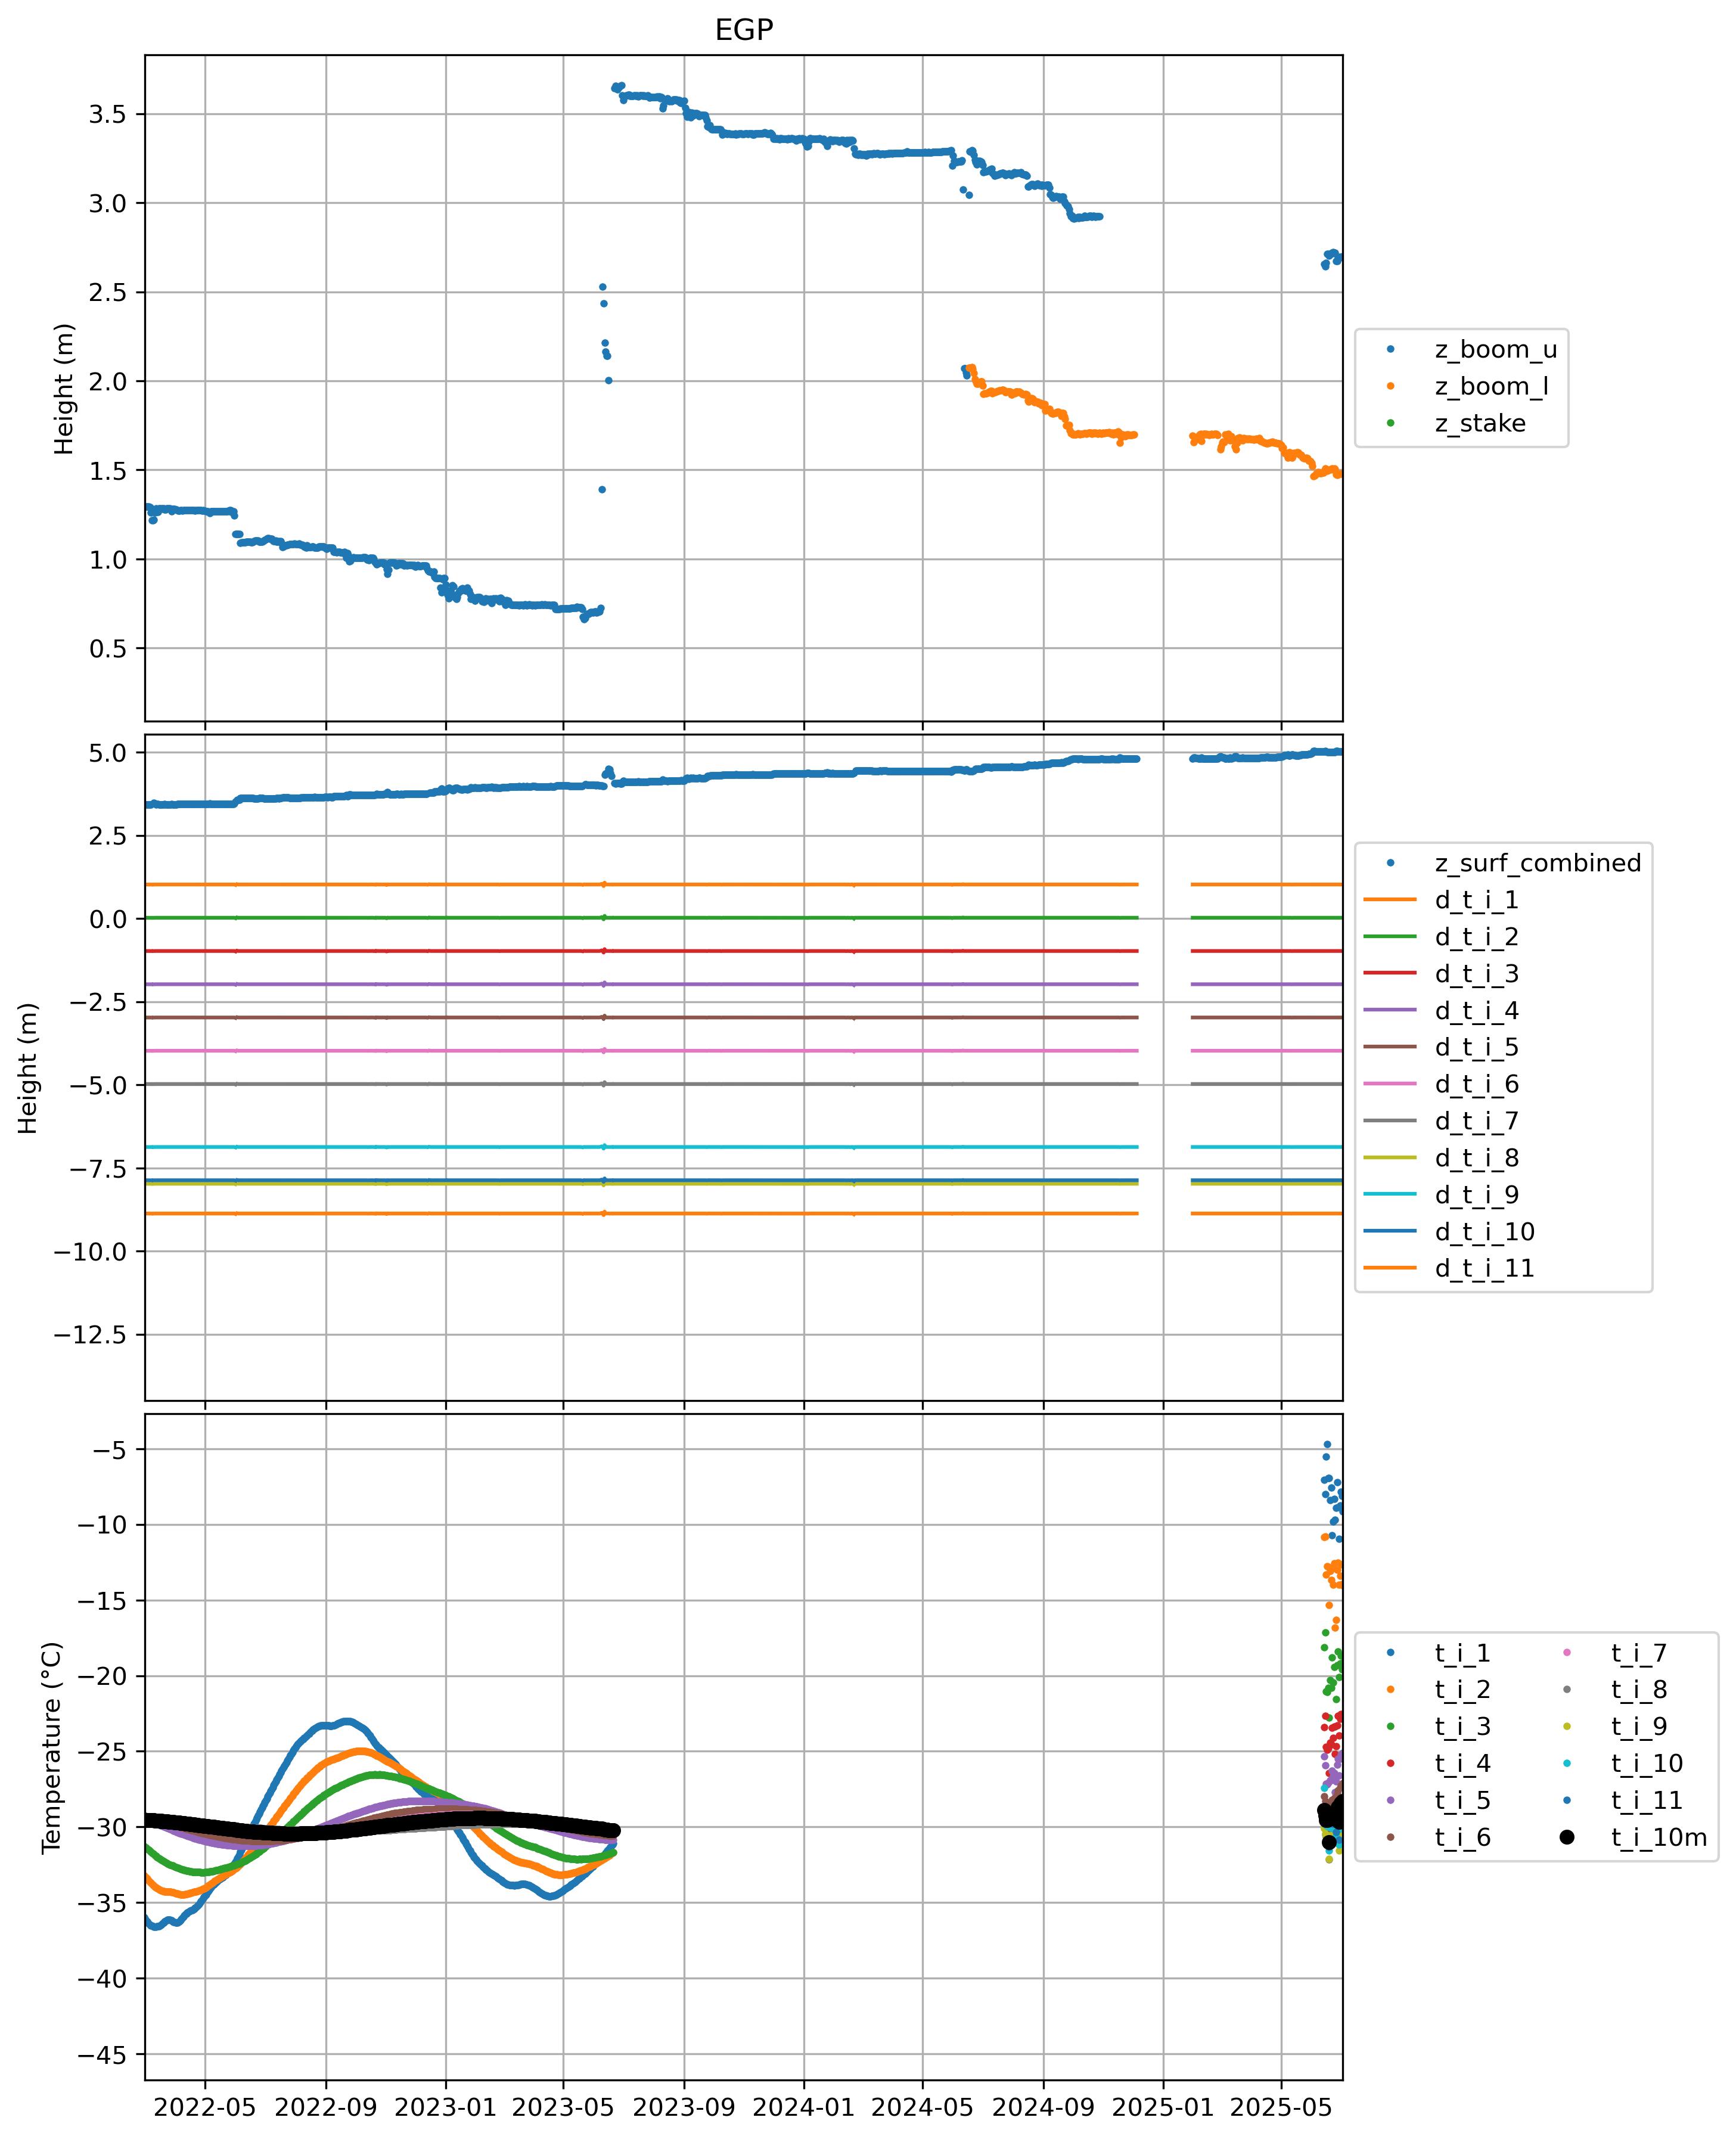 EGP
3.5
3.0
2.5
2.0
1.5
1.0
0.5
Height (m)
z_boom_u
z_boom_l
z_stake
5.0
2.5
0.0
−2.5
−5.0
−7.5
−10.0
−12.5
Height (m)
z_surf_combined
d_t_i_1
d_t_i_2
d_t_i_3
d_t_i_4
d_t_i_5
d_t_i_6
d_t_i_7
d_t_i_8
d_t_i_9
d_t_i_10
d_t_i_11
−5
−10
−15
−20
−25
−30
−35
−40
−45
Temperature (°C)
t_i_1
t_i_2
t_i_3
t_i_4
t_i_5
t_i_6
t_i_7
t_i_8
t_i_9
t_i_10
t_i_11
t_i_10m
2022-05 2022-09 2023-01 2023-05 2023-09 2024-01 2024-05 2024-09 2025-01 2025-05